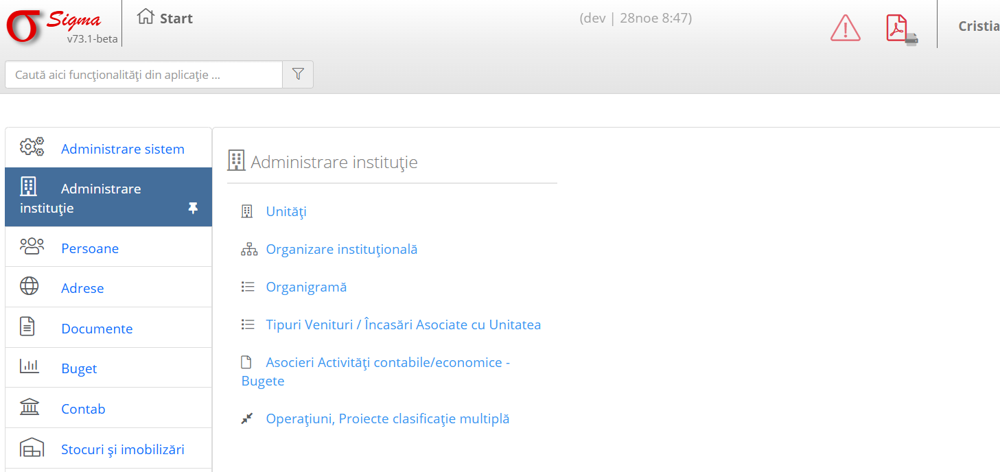 Sigma
v73.1-beta
Start
(dev | 28noe 8:47)
Cristia
Caută aici funcţionalităţi din aplicaţie ...
Administrare sistem
Administrare
instituţie
Persoane
Adrese
Documente
Buget
Contab
Stocuri şi imobilizări
Administrare instituţie
Unităţi
Organizare instituţională
Organigramă
Tipuri Venituri / Încasări Asociate cu Unitatea
Asocieri Activităţi contabile/economice -
Bugete
Operaţiuni, Proiecte clasificaţie multiplă